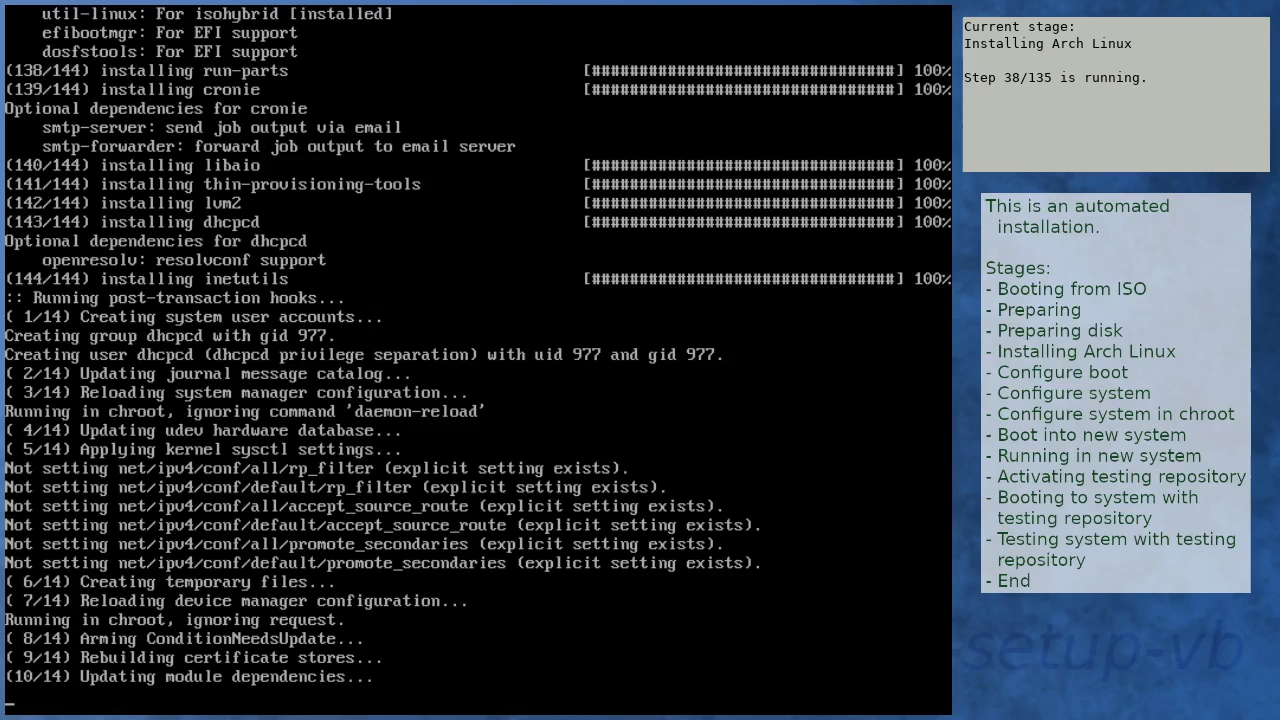 util-linux: For isohybrid [installed]
efibootmgr: For EFI support
dosfstools: For EFI support
(138/144) installing run-parts [################################] 100%
(139/144) installing cronie [################################] 100%
Optional dependencies for cronie
smtp-server: send job output via email
smtp-forwarder: forward job output to email server
(140/144) installing libaio [################################] 100%
(141/144) installing thin-provisioning-tools [################################] 100%
(142/144) installing lvm2 [################################] 100%
(143/144) installing dhcpcd [################################] 100%
Optional dependencies for dhcpcd
openresolv: resolvconf support
(144/144) installing inetutils [################################] 100%
:: Running post-transaction hooks...
( 1/14) Creating system user accounts...
Creating group dhcpcd with gid 977.
Creating user dhcpcd (dhcpcd privilege separation) with uid 977 and gid 977.
( 2/14) Updating journal message catalog...
( 3/14) Reloading system manager configuration...
Running in chroot, ignoring command 'daemon-reload'
( 4/14) Updating udev hardware database...
( 5/14) Applying kernel sysctl settings...
Not setting net/ipv4/conf/all/rp_filter (explicit setting exists).
Not setting net/ipv4/conf/default/rp_filter (explicit setting exists).
Not setting net/ipv4/conf/all/accept_source_route (explicit setting exists).
Not setting net/ipv4/conf/default/accept_source_route (explicit setting exists).
Not setting net/ipv4/conf/all/promote_secondaries (explicit setting exists).
Not setting net/ipv4/conf/default/promote_secondaries (explicit setting exists).
( 6/14) Creating temporary files...
( 7/14) Reloading device manager configuration...
Running in chroot, ignoring request.
( 8/14) Arming ConditionNeedsUpdate...
( 9/14) Rebuilding certificate stores...
(10/14) Updating module dependencies...
_
Current stage:
Installing Arch Linux
Step 38/135 is running.
This is an automated
installation.
Stages:
- Booting from ISO
- Preparing
- Preparing disk
- Installing Arch Linux
- Configure boot
- Configure system
- Configure system in chroot
- Boot into new system
- Running in new system
- Activating testing repository
- Booting to system with
testing repository
- Testing system with testing
repository
- End
-setup-vb